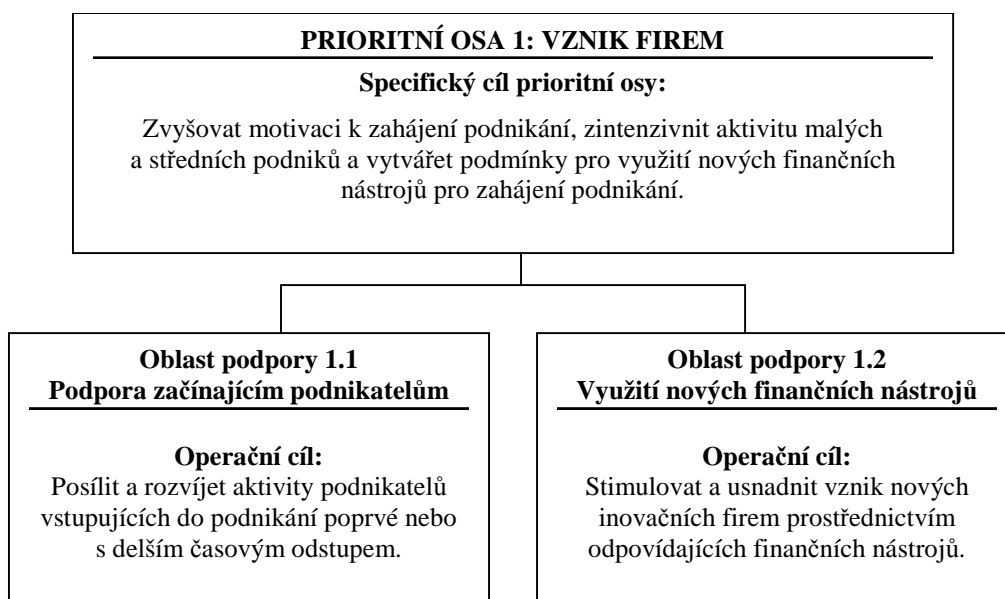 PRIORITNÍ OSA 1: VZNIK FIREM
Specifický cíl prioritní osy:
Zvyšovat motivaci k zahájení podnikání, zintenzivnit aktivitu malých
a středních podniků a vytvářet podmínky pro využití nových finančních
nástrojů pro zahájení podnikání.
Oblast podpory 1.1
Podpora začínajícím podnikatelům
Operační cíl:
Posílit a rozvíjet aktivity podnikatelů
vstupujících do podnikání poprvé nebo
s delším časovým odstupem.
Oblast podpory 1.2
Využití nových finančních nástrojů
Operační cíl:
Stimulovat a usnadnit vznik nových
inovačních firem prostřednictvím
odpovídajících finančních nástrojů.